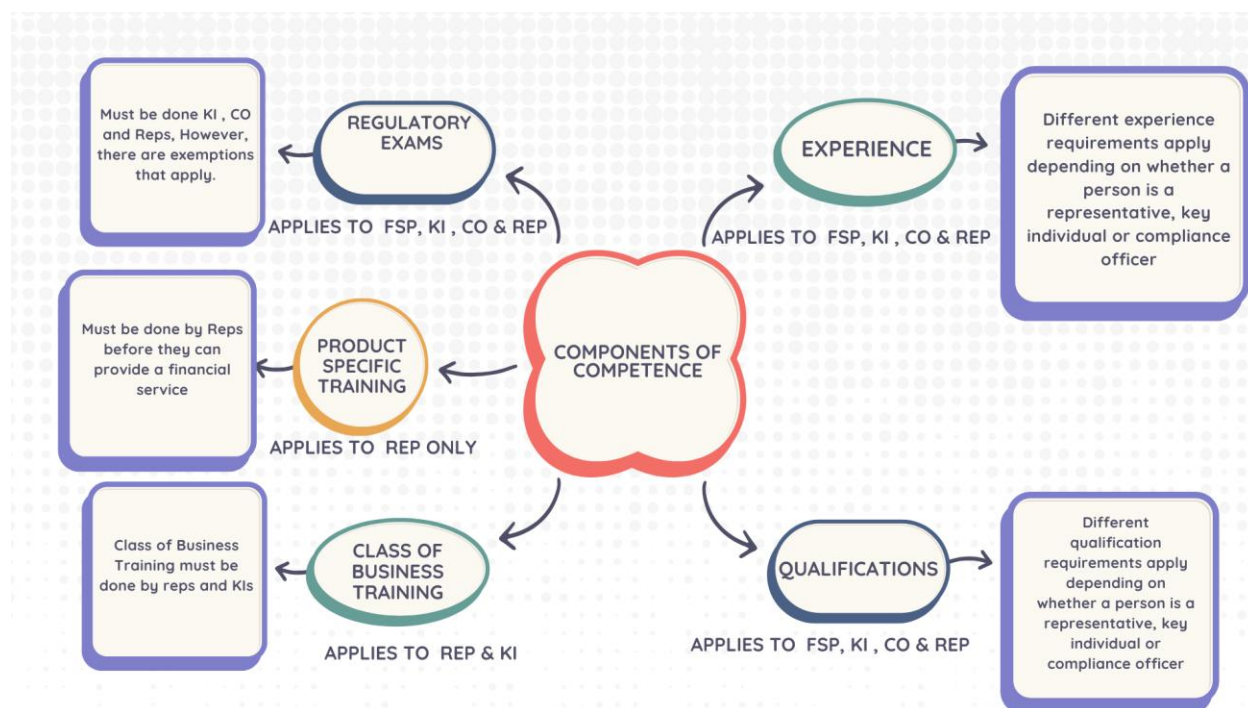 Must be done KI , CO
and Reps, However,
there are exemptions
that apply.
REGULATORY
EXAMS
APPLIES TO FSP, KI , CO & REP
EXPERIENCE
APPLIES TO FSP, KI , CO & REP
Different experience
requirements apply
depending on whether a
person is a
representative, key
individual or compliance
officer
Must be done by Reps
before they can
provide a financial
service
PRODUCT
SPECIFIC
TRAINING
APPLIES TO REP ONLY
COMPONENTS OF
COMPETENCE
Class of Business
Training must be
done by reps and KIs
CLASS OF
BUSINESS
TRAINING
APPLIES TO REP & KI
QUALIFICATIONS
APPLIES TO FSP, KI , CO & REP
Different
qualification
requirements apply
depending on
whether a person is a
representative, key
individual or
compliance officer